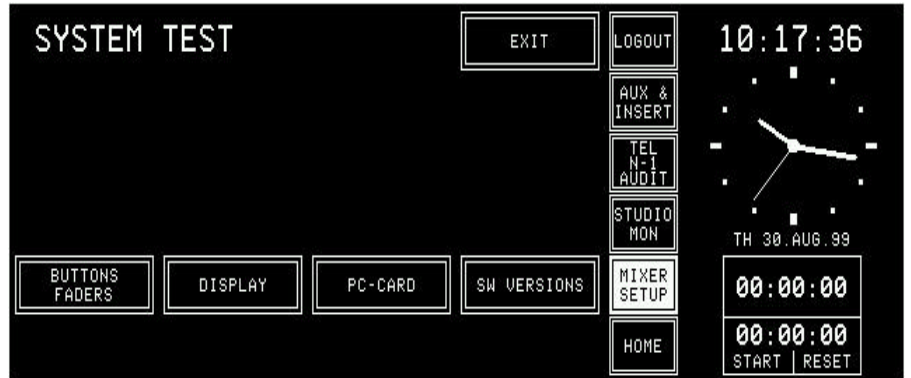 SYSTEM TEST
EXIT
LOGOUT
10:17:36
AUX &
INSERT
TEL
N-1
AUDIT
STUDIO
MON
TH 30.AUG.99
BUTTONS
FADERS
DISPLAY
PC-CARD
SW VERSIONS
MIXER
SETUP
00:00:00
HOME
00:00:00
START | RESET